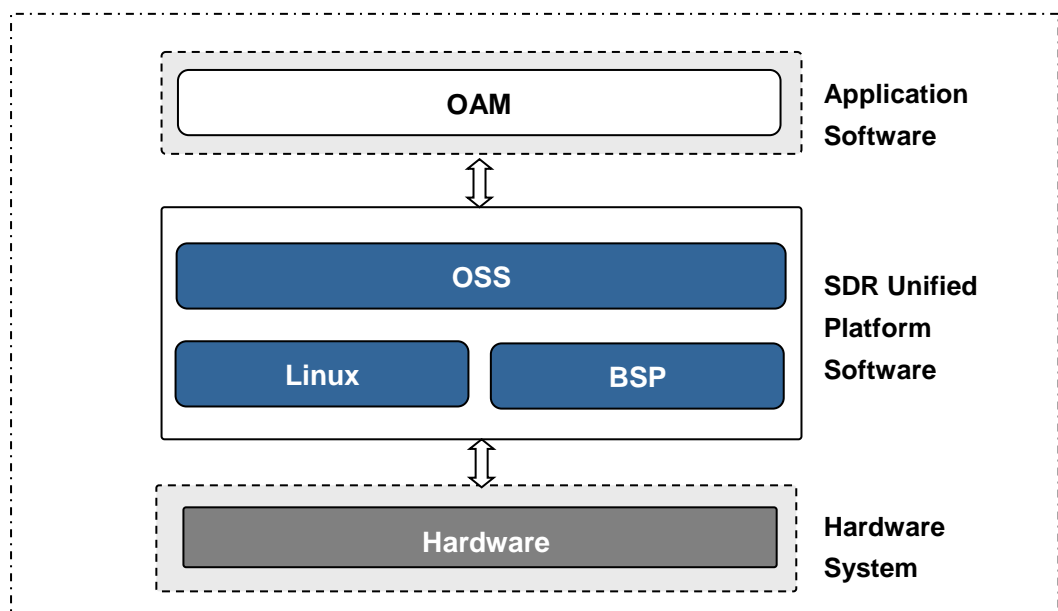 OAM
Application
Software
OSS
SDR Unified
Platform
Software
Linux
BSP
Hardware
Hardware
System